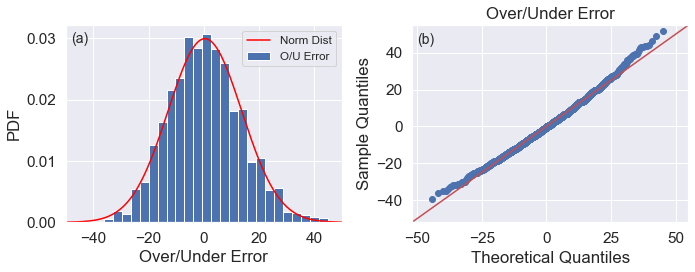 (a)
Norm Dist
O/U Error
PDF
0.03
0.02
0.01
0.00
−40 −20 0 20 40
Over/Under Error
Over/Under Error
(b)
Sample Quantiles
40
20
0
−20
−40
−50 −25 0 25 50
Theoretical Quantiles